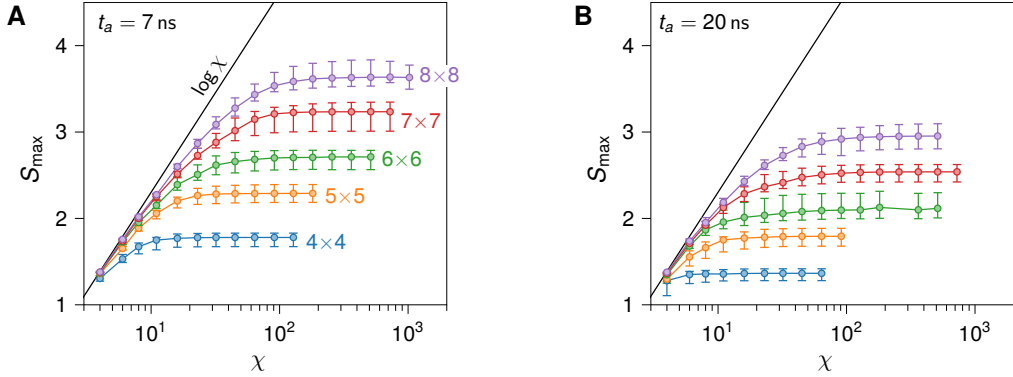 A
t_a = 7 ns
log χ
8×8
7×7
6×6
5×5
4×4
S_max
4
3
2
1
10^1
10^2
10^3
χ
B
t_a = 20 ns
S_max
4
3
2
1
10^1
10^2
10^3
χ